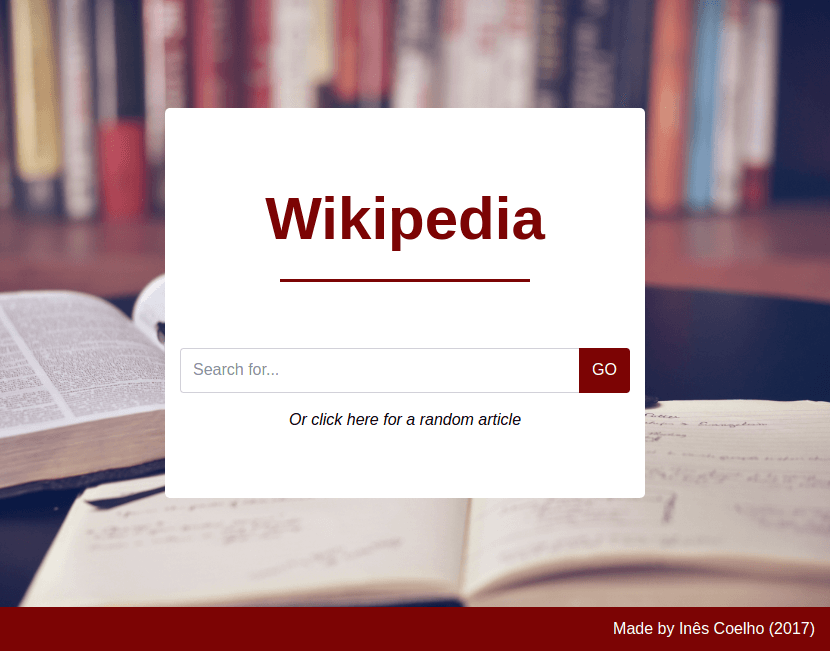 Wikipedia
Search for...
GO
Or click here for a random article
Made by Inês Coelho (2017)